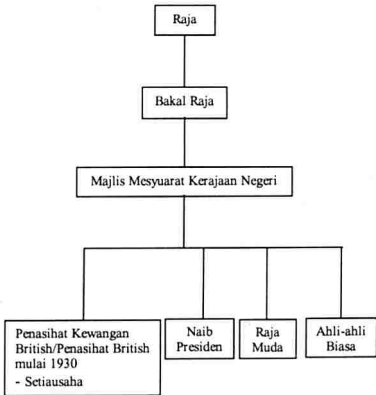 Raja
Bakal Raja
Majlis Mesyuarat Kerajaan Negeri
Penasihat Kewangan
British/Penasihat British
mulai 1930
- Setiausaha
Naib
Presiden
Raja
Muda
Ahli-ahli
Biasa